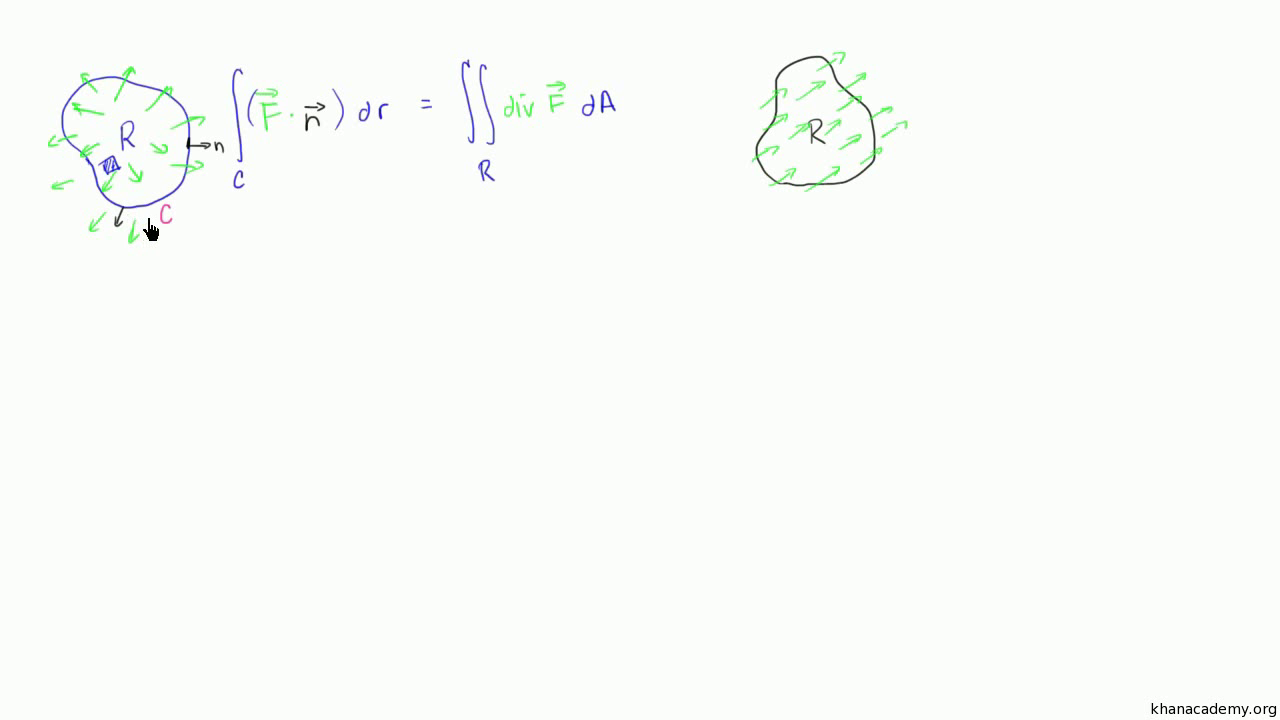 R
n
C
∫ ( F⃗ · n⃗ ) dr = ∬ div F⃗ dA
C R
R
khanacademy.org